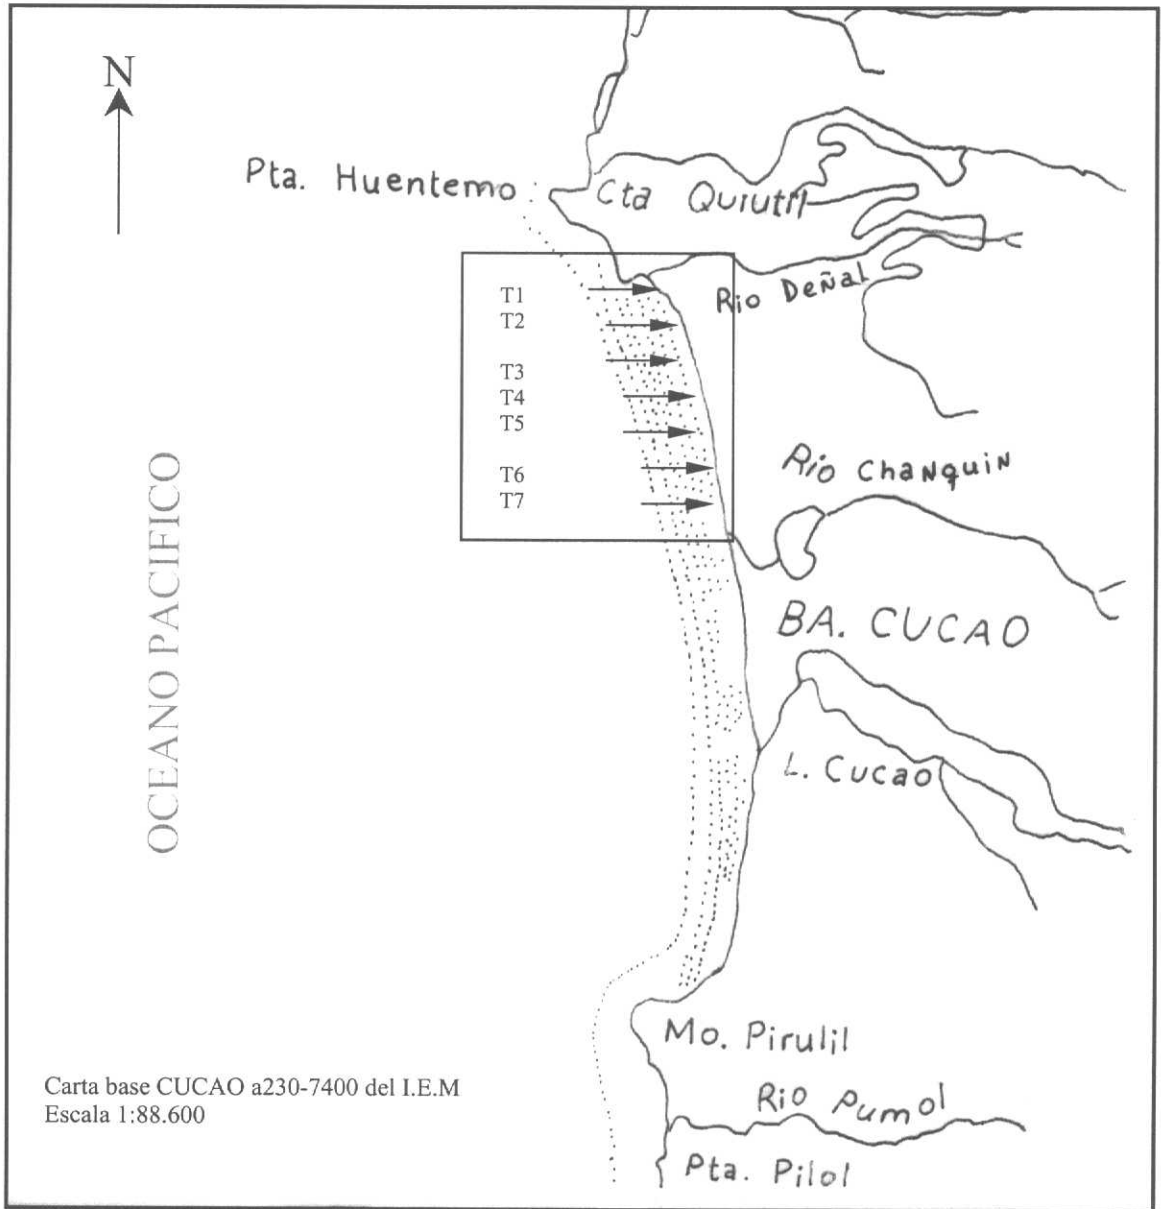 N
Pta. Huentemo
Cta Quiutil
Rio Deñal
T1
T2
T3
T4
T5
T6
T7
Rio Chanquin
OCEANO PACIFICO
BA. CUCAO
L. Cucao
Mo. Pirulil
Carta base CUCAO a230-7400 del I.E.M
Escala 1:88.600
Rio Pumol
Pta. Pilol